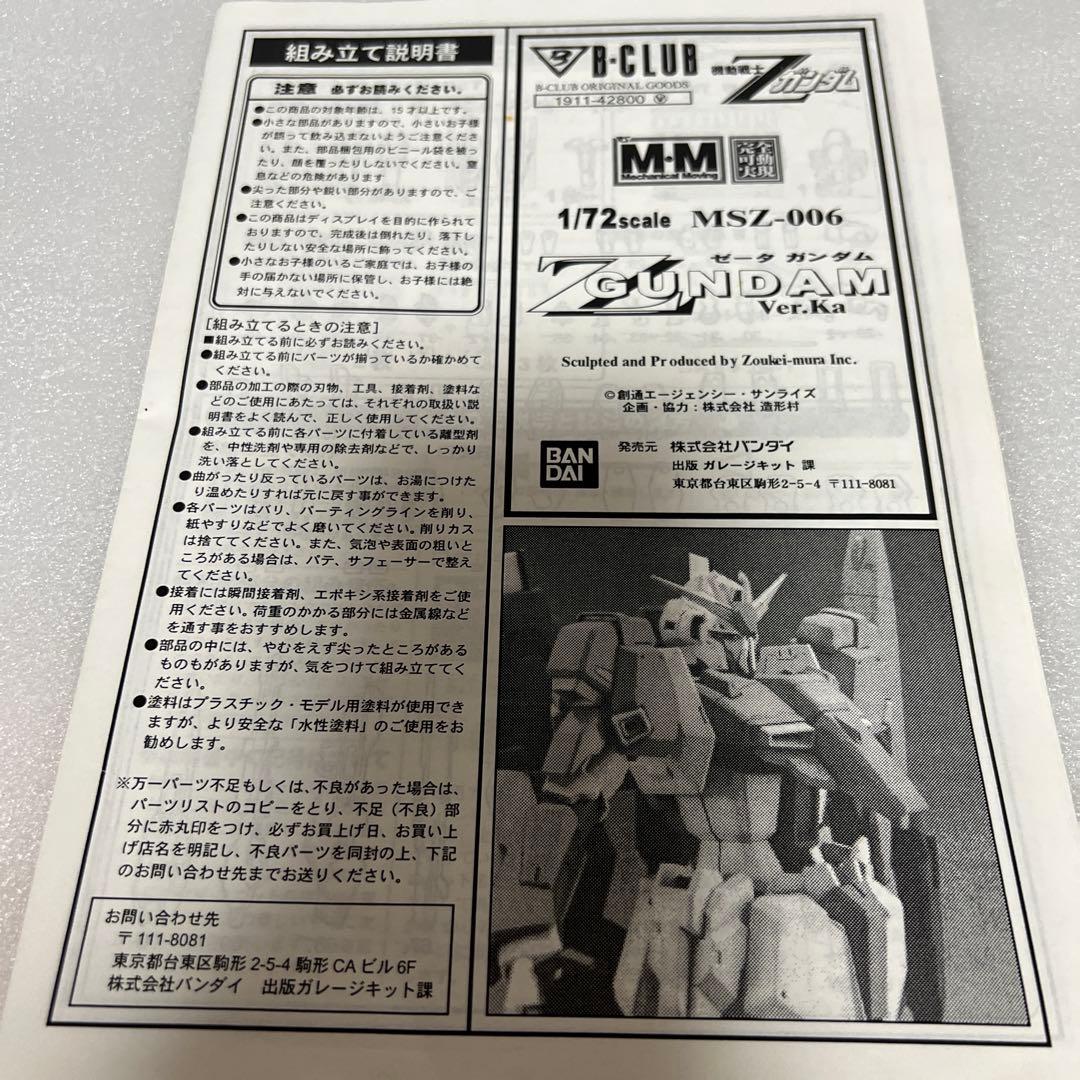 組み立て説明書
注意 必ずお読みください。
●この商品の対象年齢は、15才以上です。
●小さな部品がありますので、小さいお子様
が誤って飲み込まないようご注意くださ
い。また、部品梱包用のビニール袋を被っ
たり、顔を覆ったりしないでください。窒
息などの危険があります
●尖った部分や鋭い部分がありますので、ご
注意ください。
●この商品はディスプレイを目的に作られて
おりますので、完成後は倒れたり、落下し
たりしない安全な場所に飾ってください。
●小さなお子様のいるご家庭では、お子様の
手の届かない場所に保管し、お子様には絶
対に与えないでください。
[組み立てるときの注意]
■組み立てる前に必ずお読みください。
●組み立てる前にパーツが揃っているか確かめて
ください。
●部品の加工の際の刃物、工具、接着剤、塗料な
どのご使用にあたっては、それぞれの取扱い説
明書をよく読んで、正しく使用してください。
●組み立てる前に各パーツに付着している離型剤
を、中性洗剤や専用の除去剤などで、しっかり
洗い落としてください。
●曲がったり反っているパーツは、お湯につけた
り温めたりすれば元に戻す事ができます。
●各パーツはバリ、パーティングラインを削り、
紙やすりなどでよく磨いてください。削りカス
は捨ててください。また、気泡や表面の粗いと
ころがある場合は、パテ、サフェーサーで整え
てください。
●接着には瞬間接着剤、エポキシ系接着剤をご使
用ください。荷重のかかる部分には金属線など
を通す事をおすすめします。
●部品の中には、やむをえず尖ったところがある
ものもがありますが、気をつけて組み立ててく
ださい。
●塗料はプラスチック・モデル用塗料が使用でき
ますが、より安全な「水性塗料」のご使用をお
勧めします。
※万一パーツ不足もしくは、不良があった場合は、
パーツリストのコピーをとり、不足（不良）部
分に赤丸印をつけ、必ずお買上げ日、お買い上
げ店名を明記し、不良パーツを同封の上、下記
のお問い合わせ先までお送りください。
お問い合わせ先
〒111-8081
東京都台東区駒形 2-5-4 駒形 CA ビル 6F
株式会社バンダイ 出版ガレージキット課
B B-CLUB
B-CLUB ORIGINAL GOODS
1911-42800
機動戦士Zガンダム
M・M
Mechanical Moving
完全
可動
実現
1/72scale MSZ-006
ゼータ ガンダム
Z GUNDAM
Ver.Ka
Sculpted and Produced by Zoukei-mura Inc.
©創通エージェンシー・サンライズ
企画・協力：株式会社 造形村
BAN
DAI
発売元 株式会社バンダイ
出版 ガレージキット 課
東京都台東区駒形2-5-4 〒111-8081